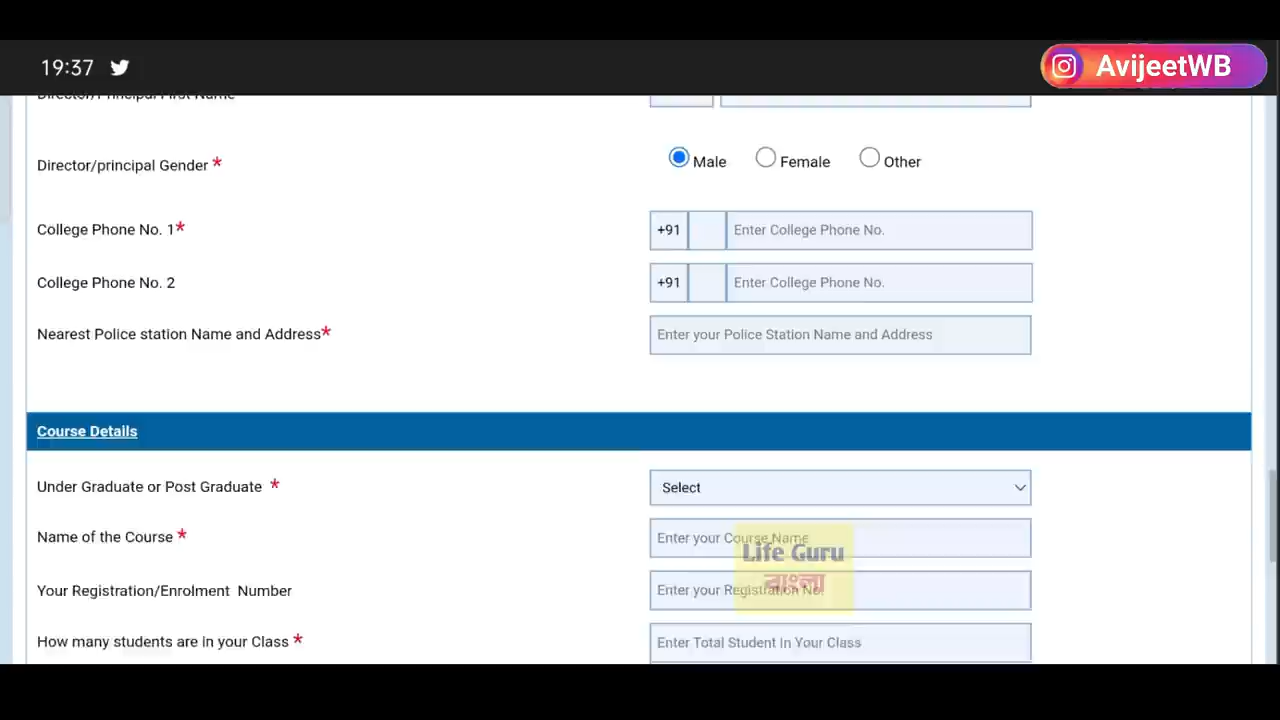 19:37
AvijeetWB
Director/Principal First Name
Director/principal Gender *
Male Female Other
College Phone No. 1*
+91 Enter College Phone No.
College Phone No. 2
+91 Enter College Phone No.
Nearest Police station Name and Address*
Enter your Police Station Name and Address
Course Details
Under Graduate or Post Graduate *
Select
Name of the Course *
Enter your Course Name
Life Guru
বাংলা
Your Registration/Enrolment Number
Enter your Registration No.
How many students are in your Class *
Enter Total Student In Your Class